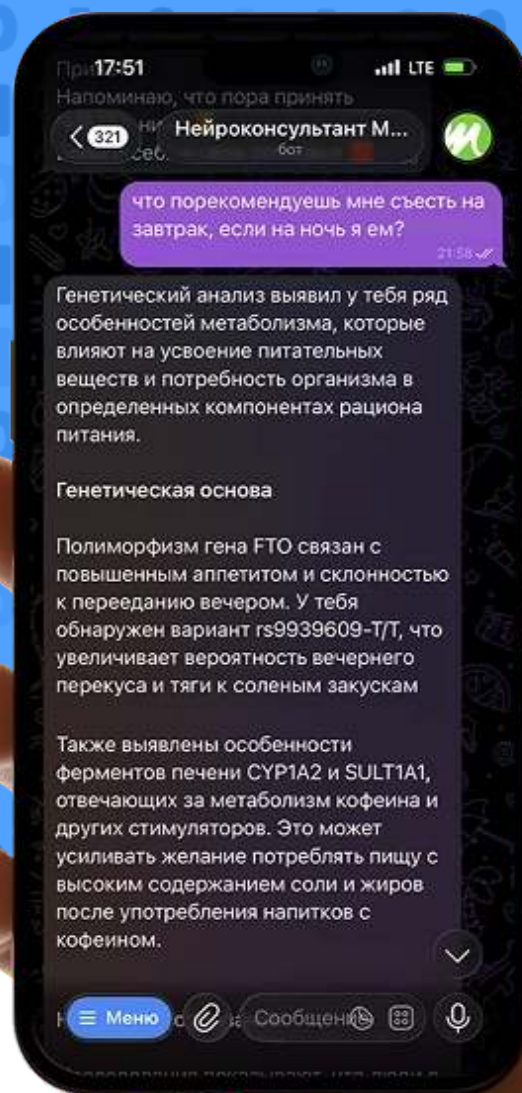 17:51
LTE
Напоминаю, что пора принять
321
Нейроконсультант М...
бот
что порекомендуешь мне съесть на
завтрак, если на ночь я ем?
21:58
Генетический анализ выявил у тебя ряд
особенностей метаболизма, которые
влияют на усвоение питательных
веществ и потребность организма в
определенных компонентах рациона
питания.
Генетическая основа
Полиморфизм гена FTO связан с
повышенным аппетитом и склонностью
к перееданию вечером. У тебя
обнаружен вариант rs9939609-T/T, что
увеличивает вероятность вечернего
перекуса и тяги к соленым закускам
Также выявлены особенности
ферментов печени CYP1A2 и SULT1A1,
отвечающих за метаболизм кофеина и
других стимуляторов. Это может
усиливать желание потреблять пищу с
высоким содержанием соли и жиров
после употребления напитков с
кофеином.
Меню
Сообщение